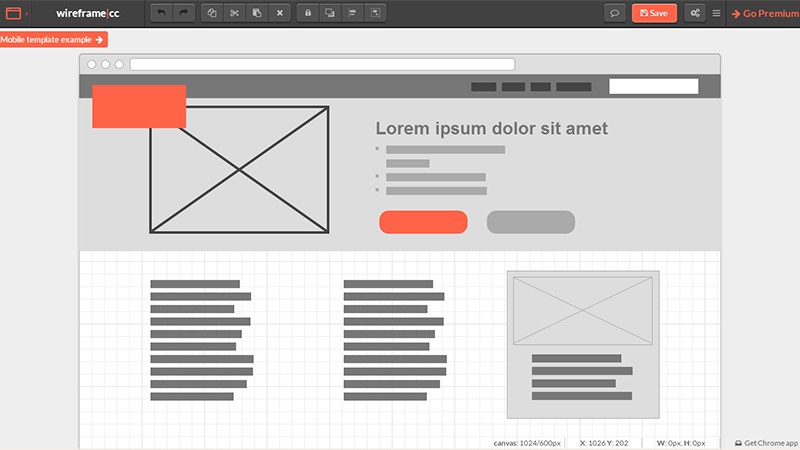 wireframe|cc
Save
Go Premium
Mobile template example
Lorem ipsum dolor sit amet
canvas: 1024/600px
X: 1026 Y: 202
W: 0px, H: 0px
Get Chrome app